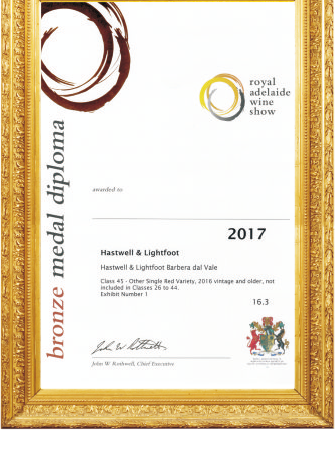 royal
adelaide
wine
show
bronze medal diploma
awarded to
2017
Hastwell & Lightfoot
Hastwell & Lightfoot Barbera dal Vale
Class 45 - Other Single Red Variety, 2016 vintage and older, not
included in Classes 26 to 44.
Exhibit Number 1
16.3
John W. Rothwell, Chief Executive